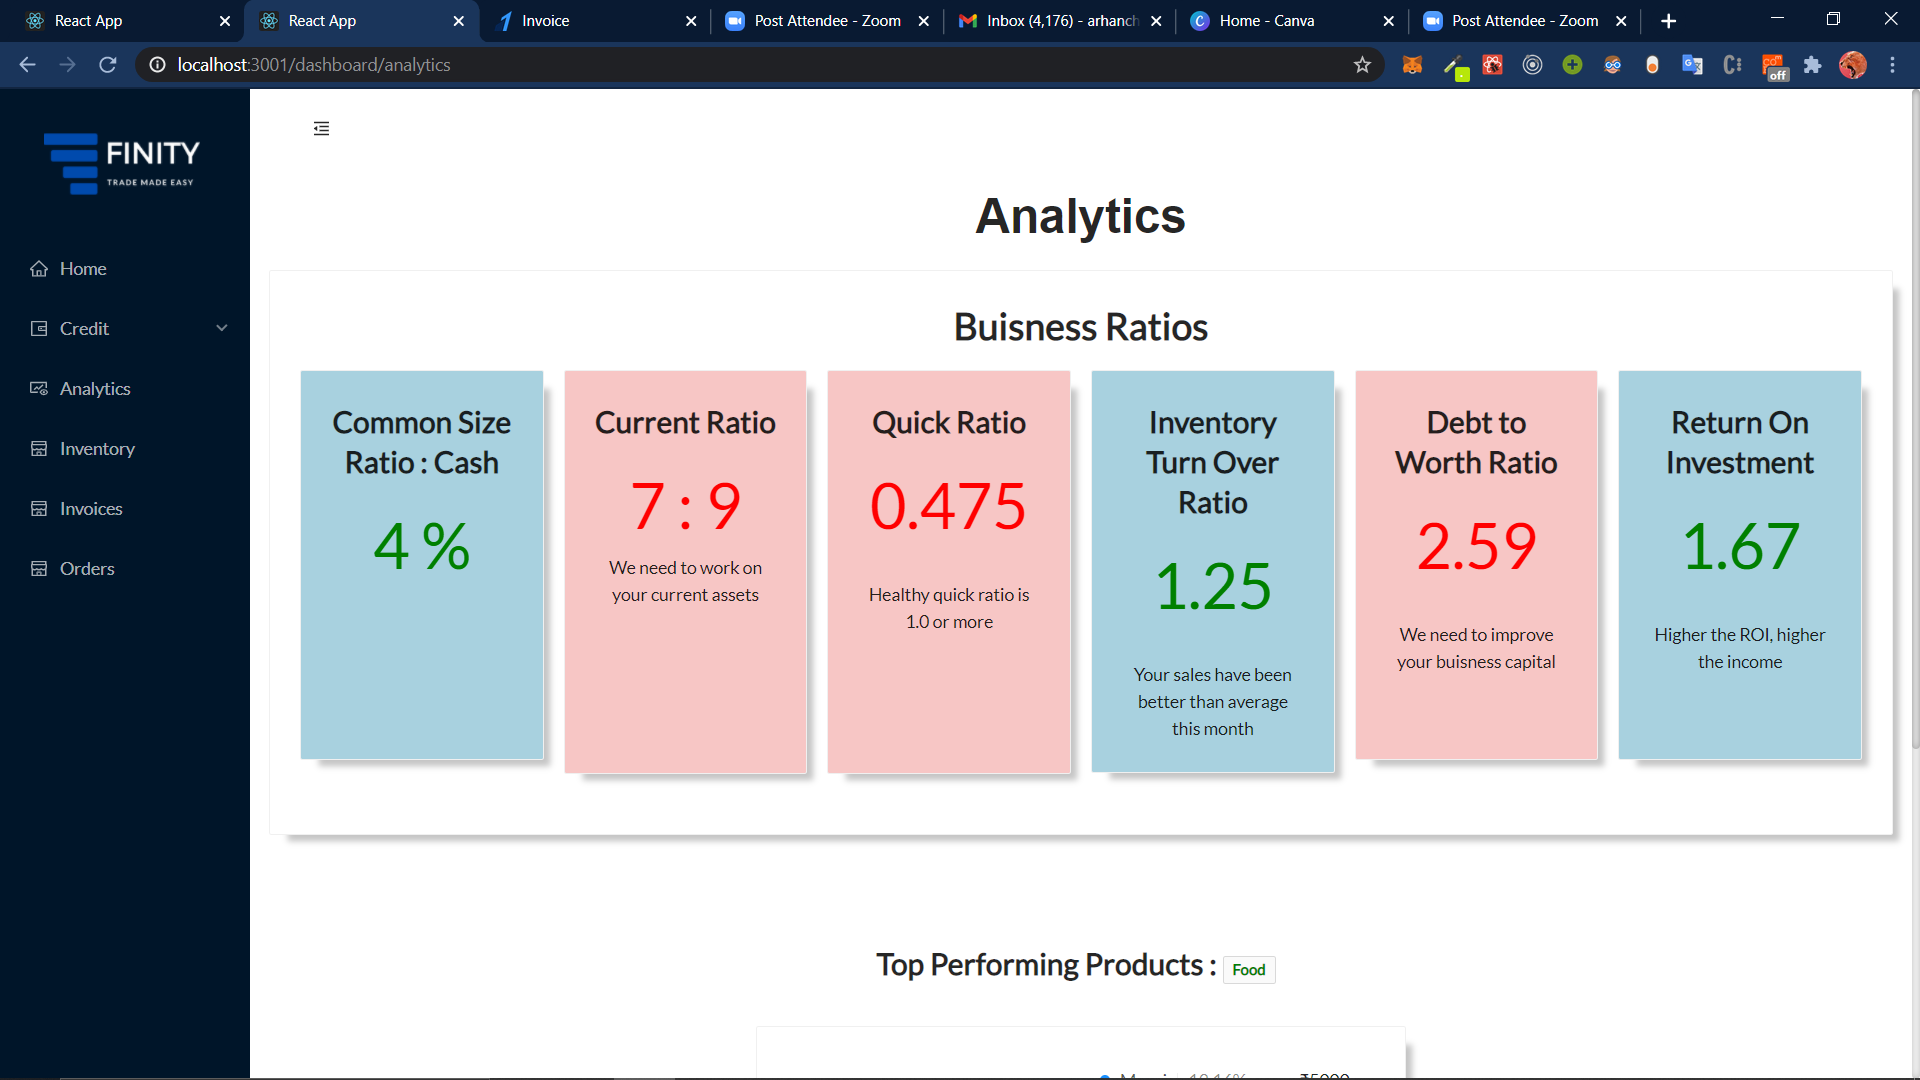 React App
React App
Invoice
Post Attendee - Zoom
Inbox (4,176) - arhanch
Home - Canva
Post Attendee - Zoom
localhost:3001/dashboard/analytics
off
FINITY
TRADE MADE EASY
Home
Credit
Analytics
Inventory
Invoices
Orders
Analytics
Buisness Ratios
Common Size
Ratio : Cash
4 %
Current Ratio
7 : 9
We need to work on
your current assets
Quick Ratio
0.475
Healthy quick ratio is
1.0 or more
Inventory
Turn Over
Ratio
1.25
Your sales have been
better than average
this month
Debt to
Worth Ratio
2.59
We need to improve
your buisness capital
Return On
Investment
1.67
Higher the ROI, higher
the income
Top Performing Products : Food